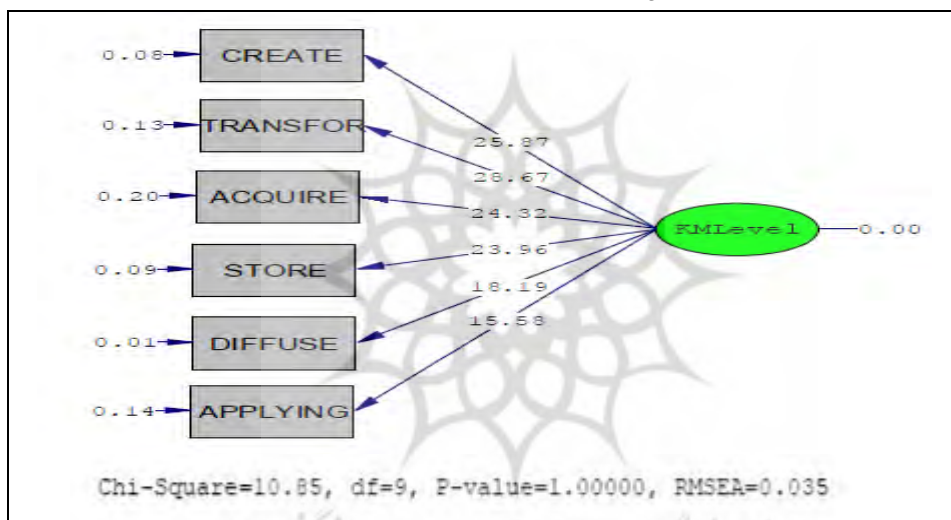 0.08 CREATE
0.13 TRANSFOR
25.87
28.67
0.20 ACQUIRE
24.32
KMLevel 0.00
23.96
0.09 STORE
18.19
15.58
0.01 DIFFUSE
0.14 APPLYING
Chi-Square=10.85, df=9, P-value=1.00000, RMSEA=0.035